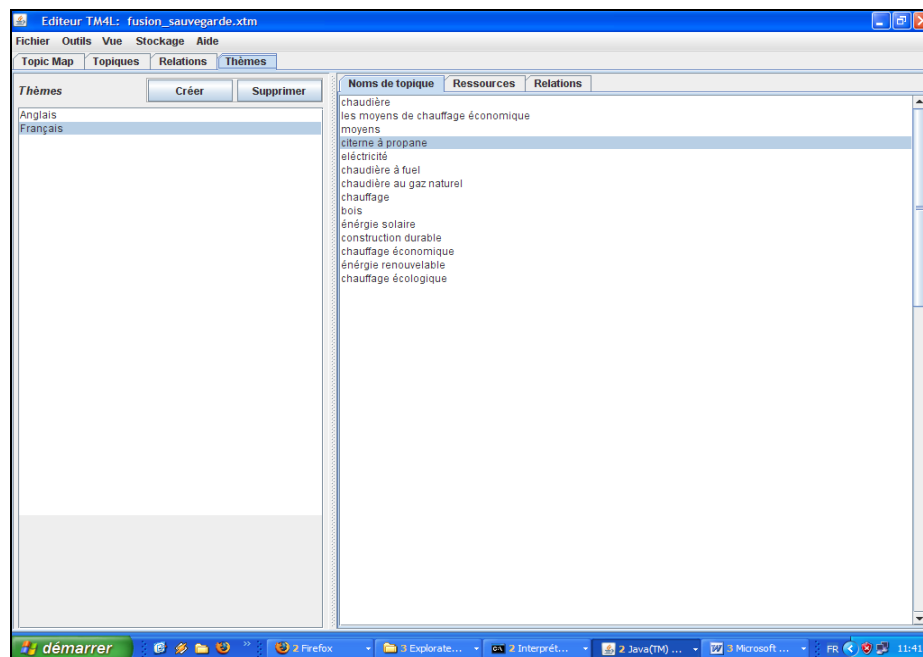 Editeur TM4L: fusion_sauvegarde.xtm
Fichier Outils Vue Stockage Aide
Topic Map Topiques Relations Thèmes
Thèmes Créer Supprimer
Anglais
Français
Noms de topique Ressources Relations
chaudière
les moyens de chauffage économique
moyens
citerne à propane
eléctricité
chaudière à fuel
chaudière au gaz naturel
chauffage
bois
énérgie solaire
construction durable
chauffage économique
énérgie renouvelable
chauffage écologique
démarrer 2 Firefox 3 Explorate... 2 Interprét... 2 Java(TM) ... 3 Microsoft ... FR 11:41